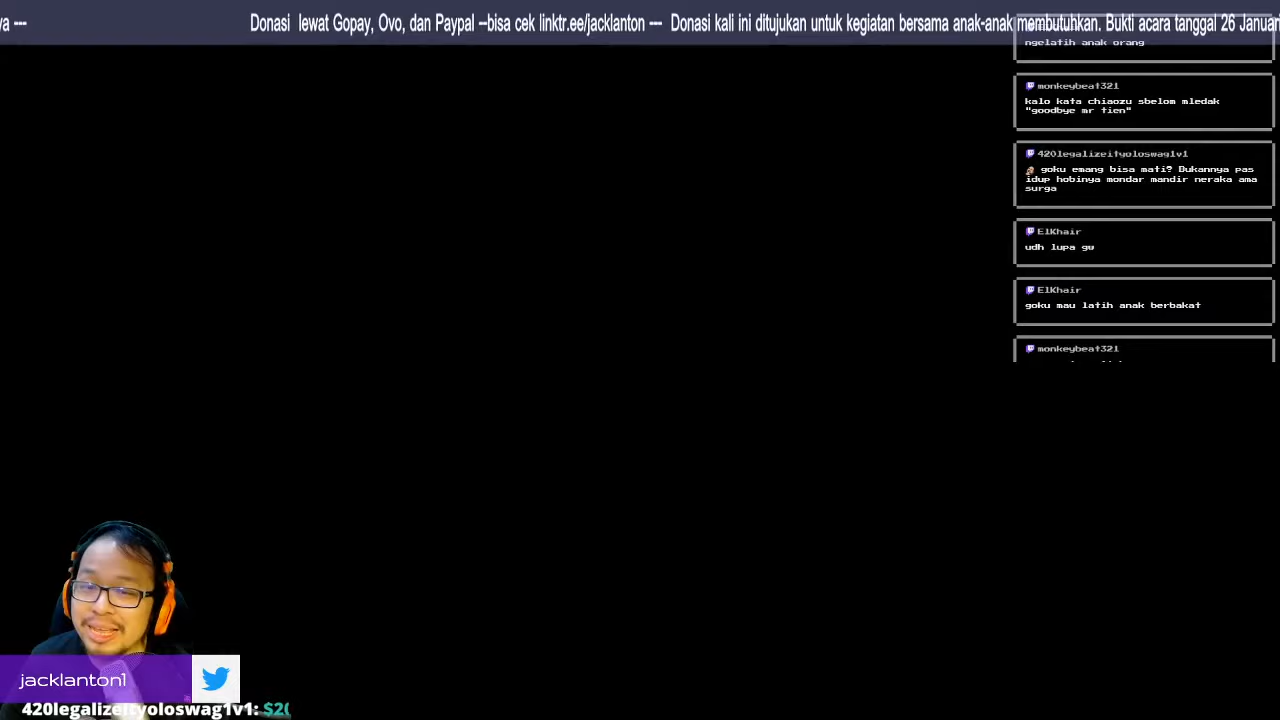 ya ---
Donasi  lewat Gopay, Ovo, dan Paypal --bisa cek linktr.ee/jacklanton ---  Donasi kali ini ditujukan untuk kegiatan bersama anak-anak membutuhkan. Bukti acara tanggal 26 Januar
ngelatih anak orang
monkeybeat321
kalo kata chiaozu sbelom mledak
"goodbye mr tien"
420legalizeityoloswag1v1
goku emang bisa mati? Bukannya pas
idup hobinya mondar mandir neraka ama
surga
ElKhair
udh lupa gw
ElKhair
goku mau latih anak berbakat
monkeybeat321
jacklanton1
420legalizeityoloswag1v1: $20